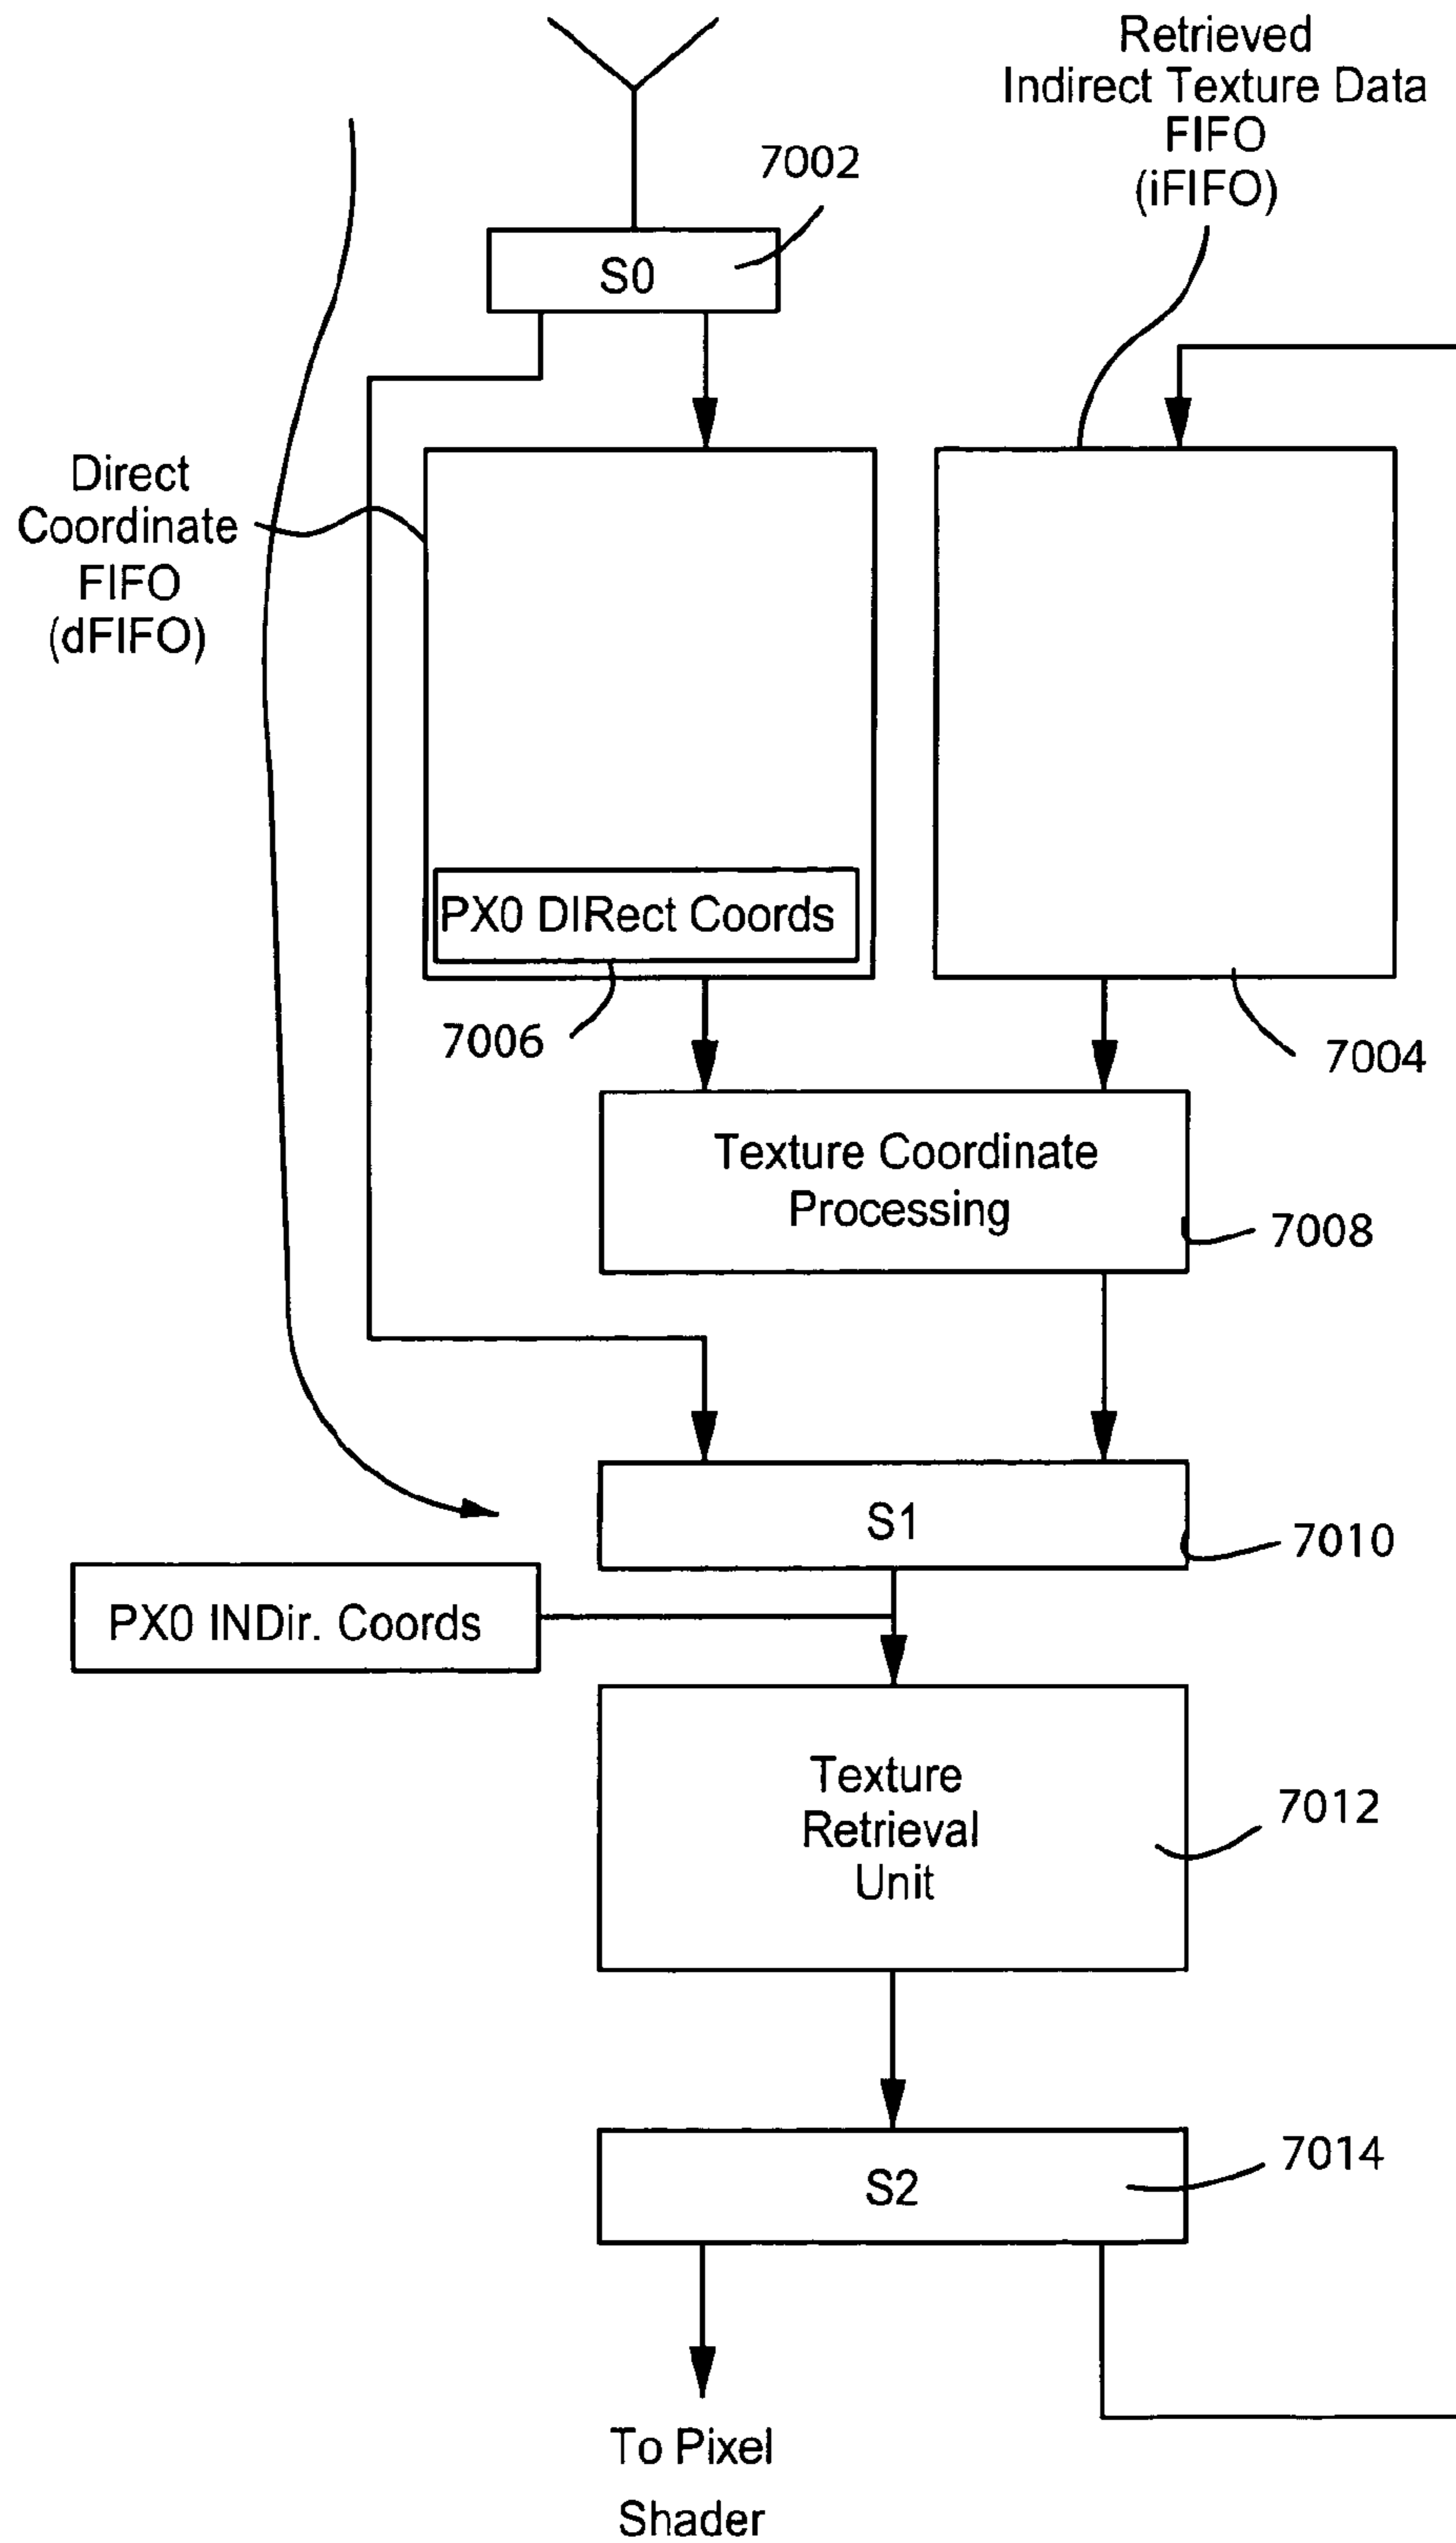 Retrieved
Indirect Texture Data
FIFO
(iFIFO)
7002
S0
Direct
Coordinate
FIFO
(dFIFO)
PX0 DIRect Coords
7006
7004
Texture Coordinate
Processing
7008
S1
7010
PX0 INDir. Coords
Texture
Retrieval
Unit
7012
S2
7014
To Pixel
Shader